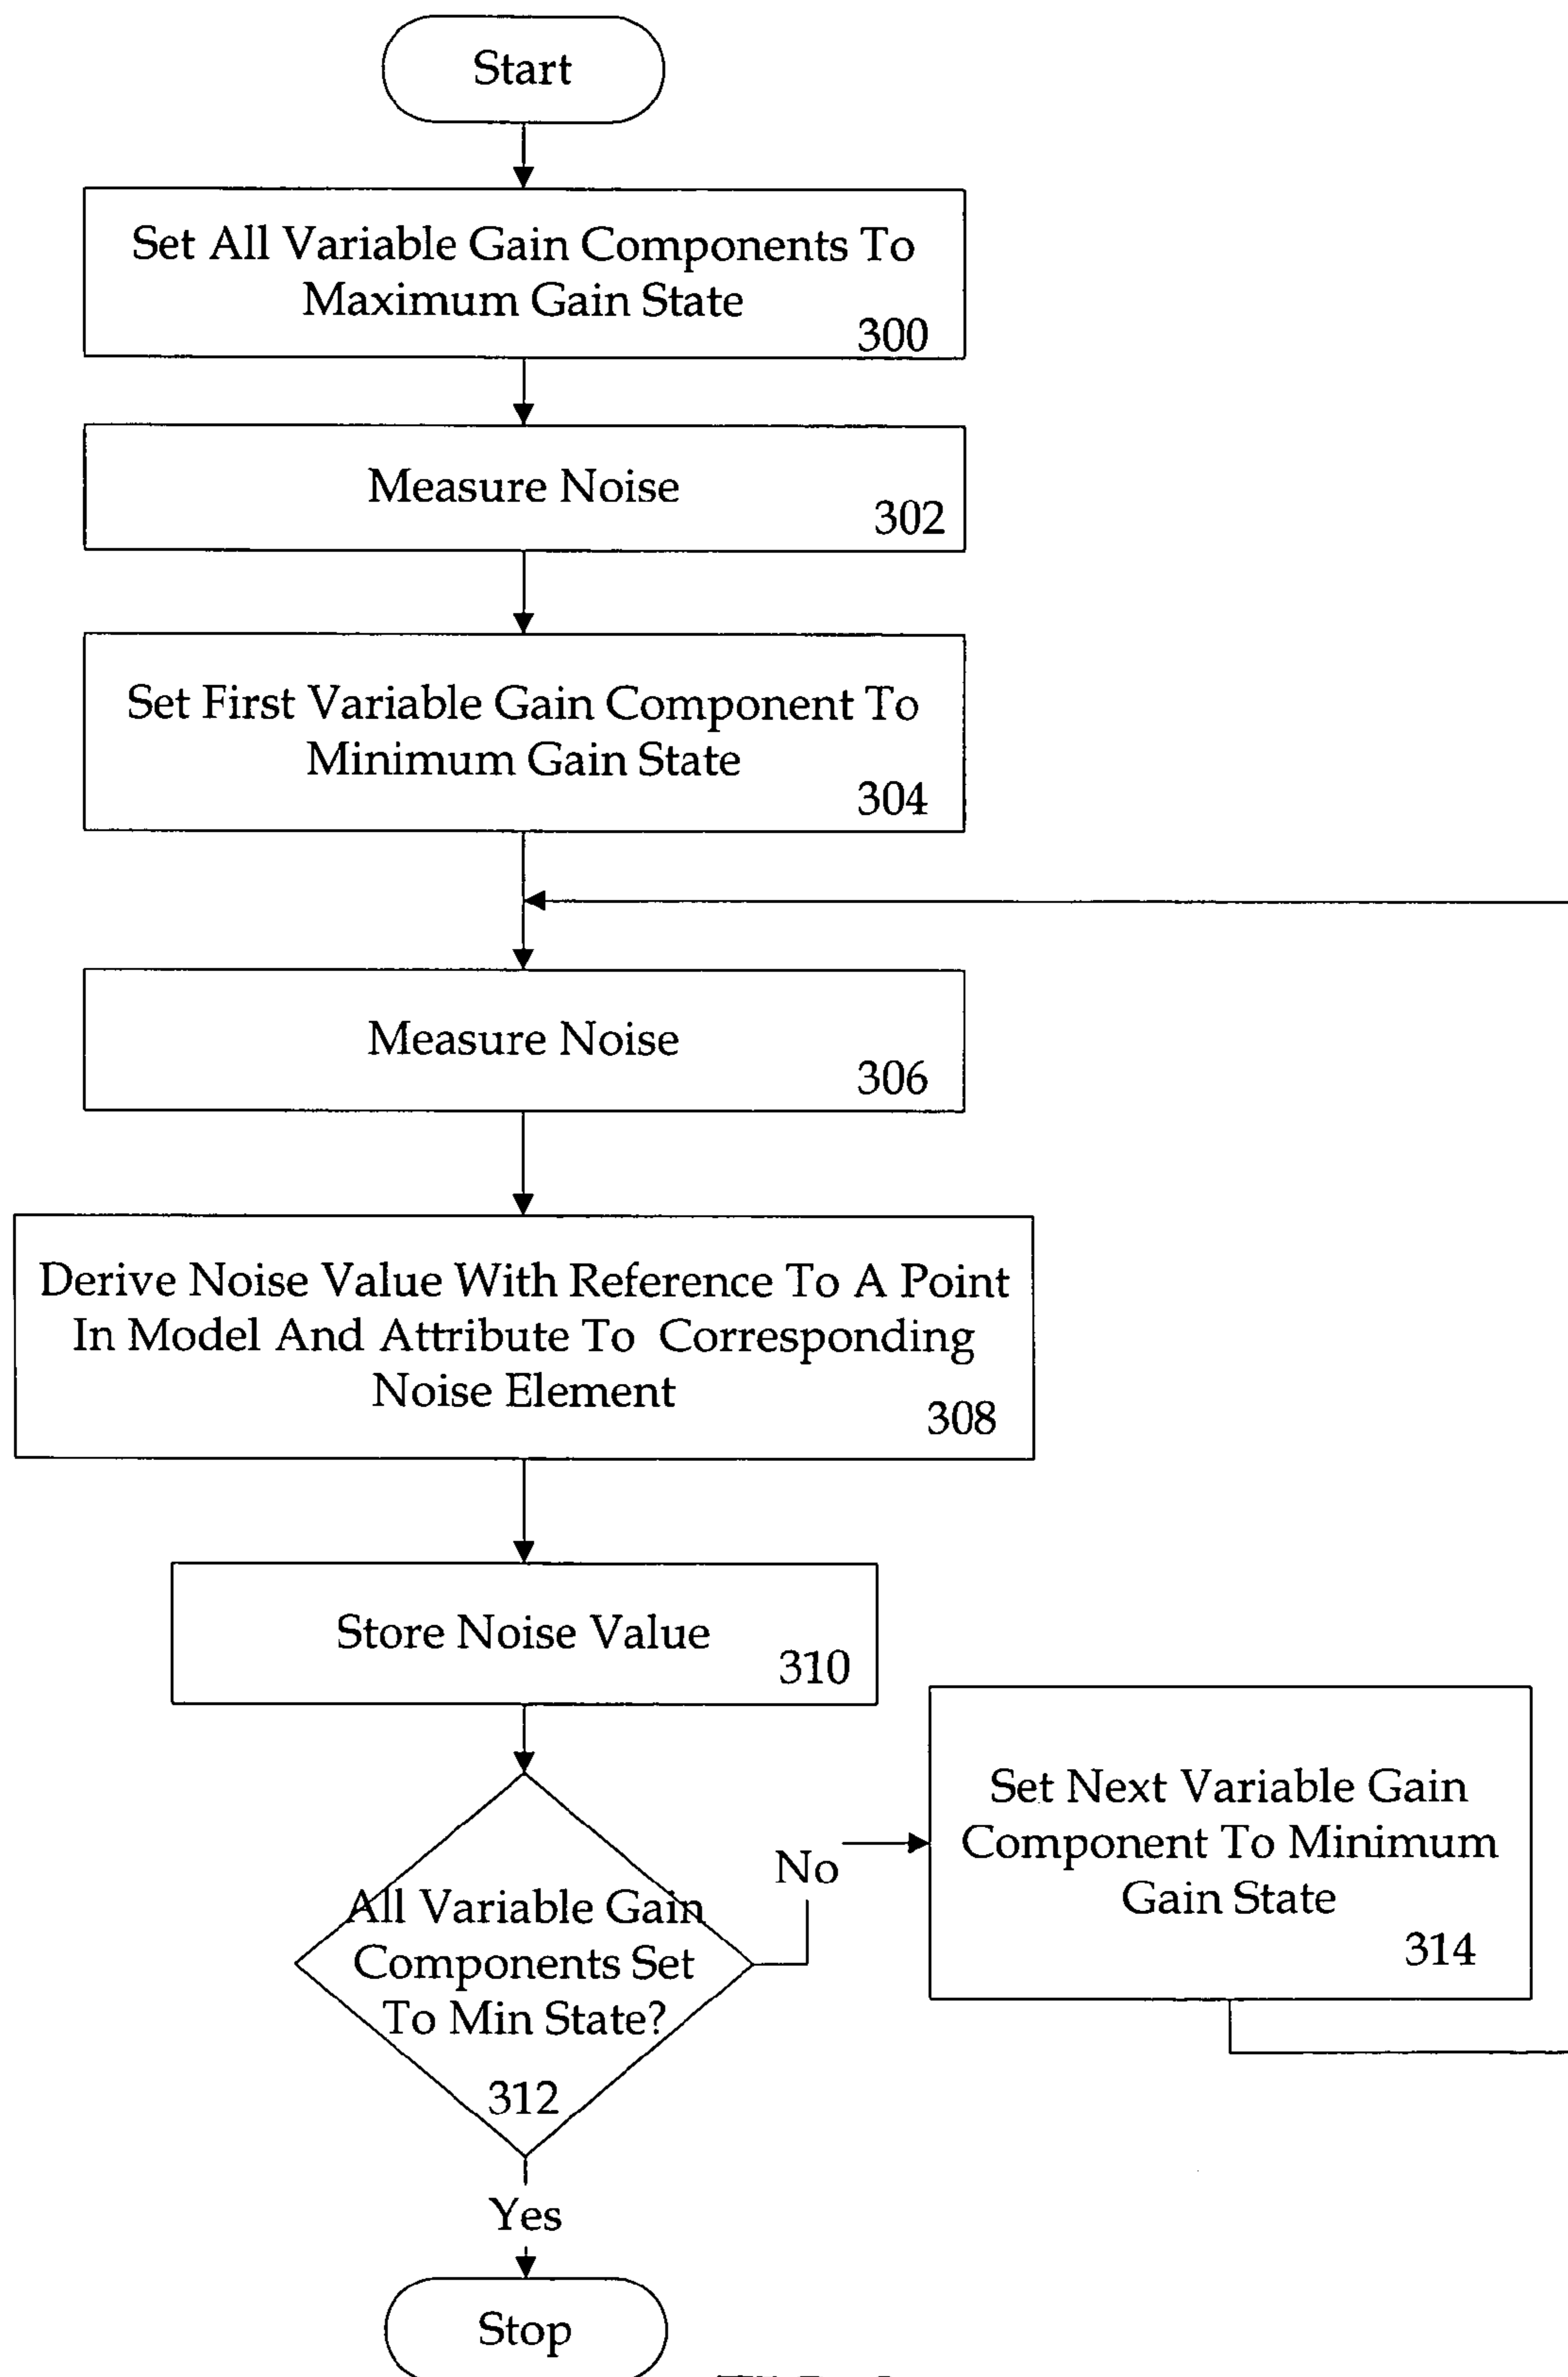 Start
Set All Variable Gain Components To
Maximum Gain State
300
Measure Noise
302
Set First Variable Gain Component To
Minimum Gain State
304
Measure Noise
306
Derive Noise Value With Reference To A Point
In Model And Attribute To Corresponding
Noise Element
308
Store Noise Value
310
All Variable Gain
Components Set
To Min State?
312
No
Set Next Variable Gain
Component To Minimum
Gain State
314
Yes
Stop